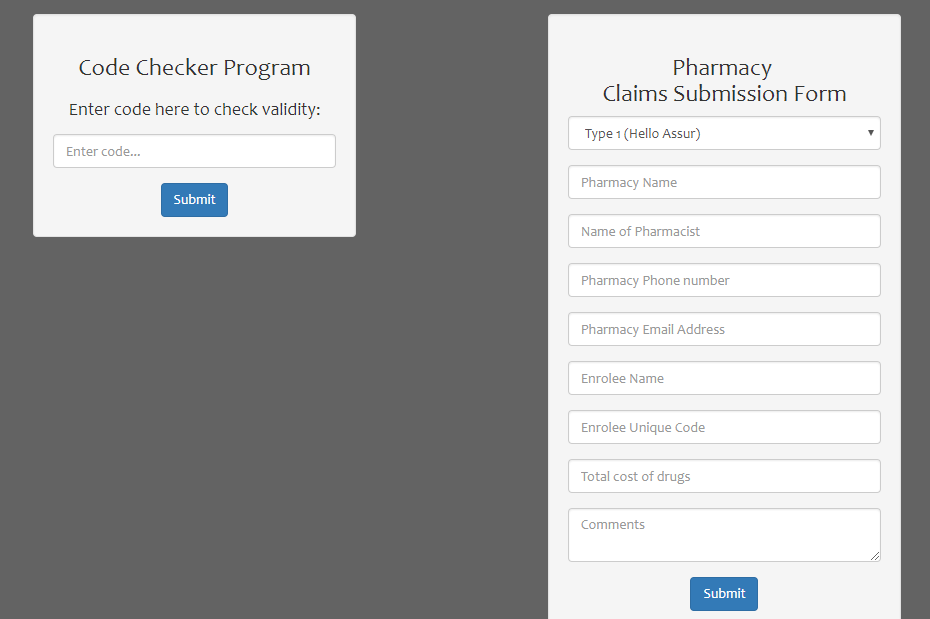 Code Checker Program
Enter code here to check validity:
Enter code...
Submit
Pharmacy
Claims Submission Form
Type 1 (Hello Assur)
Pharmacy Name
Name of Pharmacist
Pharmacy Phone number
Pharmacy Email Address
Enrolee Name
Enrolee Unique Code
Total cost of drugs
Comments
Submit